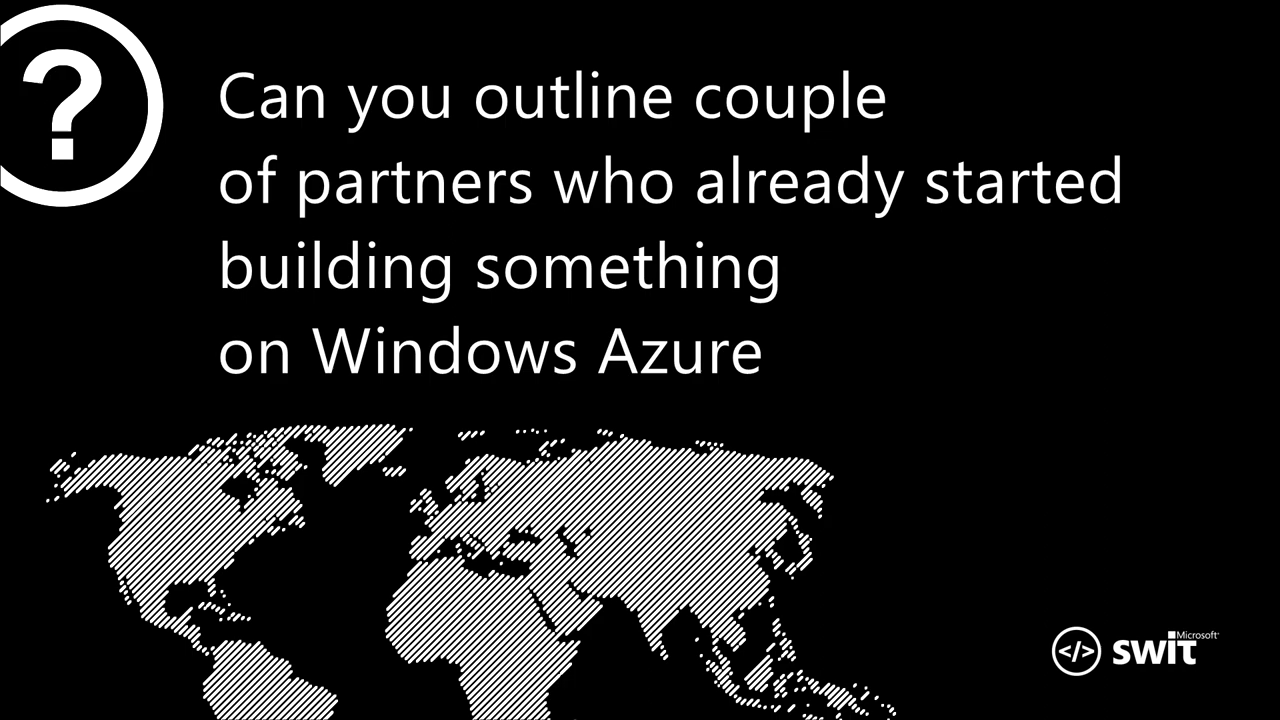 ?
Can you outline couple
of partners who already started
building something
on Windows Azure
Microsoft
</> swit